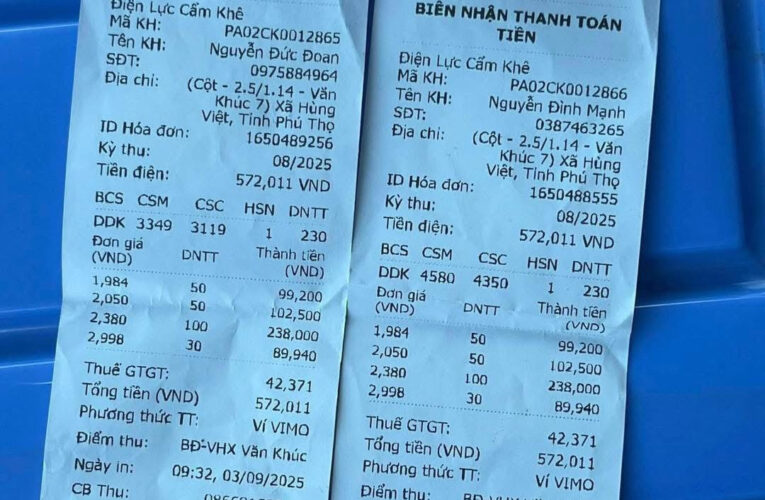 Điện Lực Cẩm Khê
Mã KH: PA02CK0012865
Tên KH: Nguyễn Đức Đoan
SĐT: 0975884964
Địa chỉ: (Cột - 2.5/1.14 - Văn
Khúc 7) Xã Hùng
Việt, Tỉnh Phú Thọ
ID Hóa đơn: 1650489256
Kỳ thu: 08/2025
Tiền điện: 572,011 VND
BCS CSM CSC HSN DNTT
DDK 3349 3119 1 230
Đơn giá DNTT Thành tiền
(VND) (VND)
1,984 50 99,200
2,050 50 102,500
2,380 100 238,000
2,998 30 89,940
Thuế GTGT: 42,371
Tổng tiền (VND) 572,011
Phương thức TT: Ví VIMO
Điểm thu: BĐ-VHX Văn Khúc
Ngày in: 09:32, 03/09/2025
CB Thu:
BIÊN NHẬN THANH TOÁN
TIỀN
Điện Lực Cẩm Khê
Mã KH: PA02CK0012866
Tên KH: Nguyễn Đình Mạnh
SĐT: 0387463265
Địa chỉ: (Cột - 2.5/1.14 - Văn
Khúc 7) Xã Hùng
Việt, Tỉnh Phú Thọ
ID Hóa đơn: 1650488555
Kỳ thu: 08/2025
Tiền điện: 572,011 VND
BCS CSM CSC HSN DNTT
DDK 4580 4350 1 230
Đơn giá DNTT Thành tiền
(VND) (VND)
1,984 50 99,200
2,050 50 102,500
2,380 100 238,000
2,998 30 89,940
Thuế GTGT: 42,371
Tổng tiền (VND) 572,011
Phương thức TT: Ví VIMO
Điểm thu: BĐ-VHX Văn